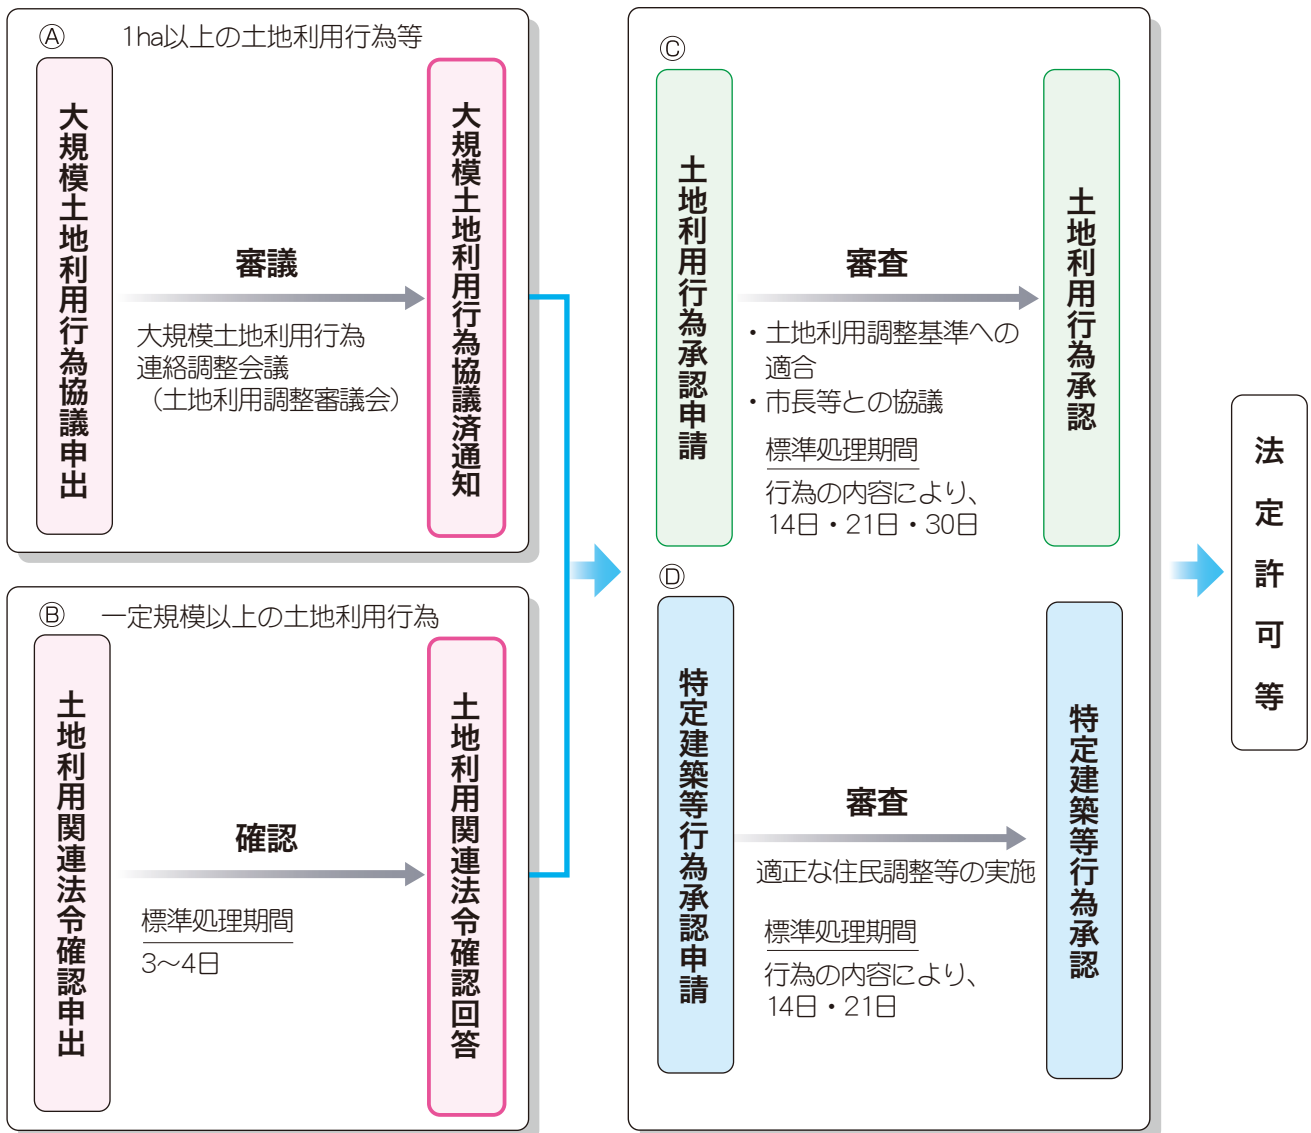 Ⓐ 1ha以上の土地利用行為等
大規模土地利用行為協議申出
審議
大規模土地利用行為
連絡調整会議
（土地利用調整審議会）
大規模土地利用行為協議済通知
Ⓑ 一定規模以上の土地利用行為
土地利用関連法令確認申出
確認
標準処理期間
3～4日
土地利用関連法令確認回答
Ⓒ
土地利用行為承認申請
審査
・土地利用調整基準への
適合
・市長等との協議
標準処理期間
行為の内容により、
14日・21日・30日
土地利用行為承認
Ⓓ
特定建築等行為承認申請
審査
適正な住民調整等の実施
標準処理期間
行為の内容により、
14日・21日
特定建築等行為承認
法定許可等